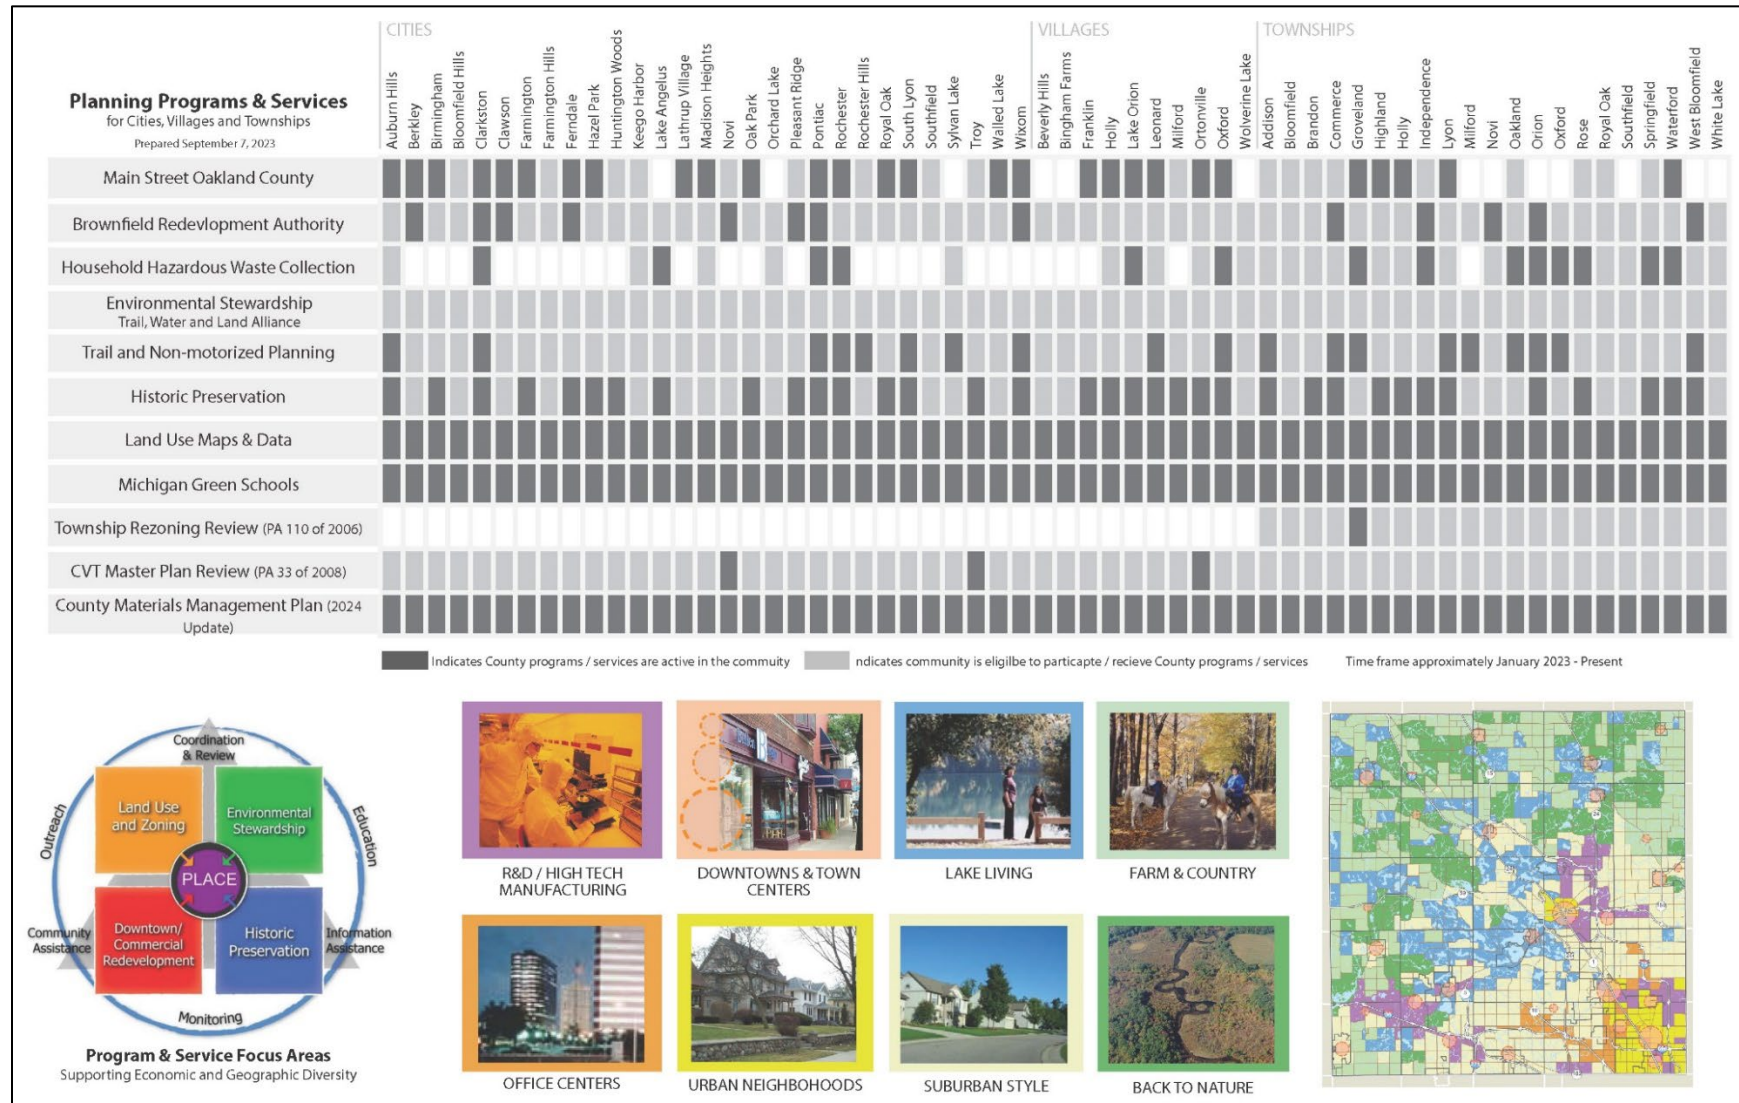 CITIES
VILLAGES
TOWNSHIPS
Planning Programs & Services
for Cities, Villages and Townships
Prepared September 7, 2023
Auburn Hills
Berkley
Birmingham
Bloomfield Hills
Clarkston
Clawson
Farmington
Farmington Hills
Ferndale
Hazel Park
Huntington Woods
Keego Harbor
Lake Angelus
Lathrup Village
Madison Heights
Novi
Oak Park
Orchard Lake
Pleasant Ridge
Pontiac
Rochester
Rochester Hills
Royal Oak
South Lyon
Southfield
Sylvan Lake
Troy
Walled Lake
Wixom
Beverly Hills
Bingham Farms
Franklin
Holly
Lake Orion
Leonard
Milford
Ortonville
Oxford
Wolverine Lake
Addison
Bloomfield
Brandon
Commerce
Groveland
Highland
Holly
Independence
Lyon
Milford
Novi
Oakland
Orion
Oxford
Rose
Royal Oak
Southfield
Springfield
Waterford
West Bloomfield
White Lake
Main Street Oakland County
Brownfield Redevlopment Authority
Household Hazardous Waste Collection
Environmental Stewardship
Trail, Water and Land Alliance
Trail and Non-motorized Planning
Historic Preservation
Land Use Maps & Data
Michigan Green Schools
Township Rezoning Review (PA 110 of 2006)
CVT Master Plan Review (PA 33 of 2008)
County Materials Management Plan (2024
Update)
Indicates County programs / services are active in the commuity
ndicates community is eligilbe to particapte / recieve County programs / services
Time frame approximately January 2023 - Present
Coordination
& Review
Outreach
Education
Land Use
and Zoning
Environmental
Stewardship
PLACE
Downtown/
Commercial
Redevelopment
Historic
Preservation
Community
Assistance
Information
Assistance
Monitoring
Program & Service Focus Areas
Supporting Economic and Geographic Diversity
R&D / HIGH TECH
MANUFACTURING
DOWNTOWNS & TOWN
CENTERS
LAKE LIVING
FARM & COUNTRY
OFFICE CENTERS
URBAN NEIGHBOHOODS
SUBURBAN STYLE
BACK TO NATURE